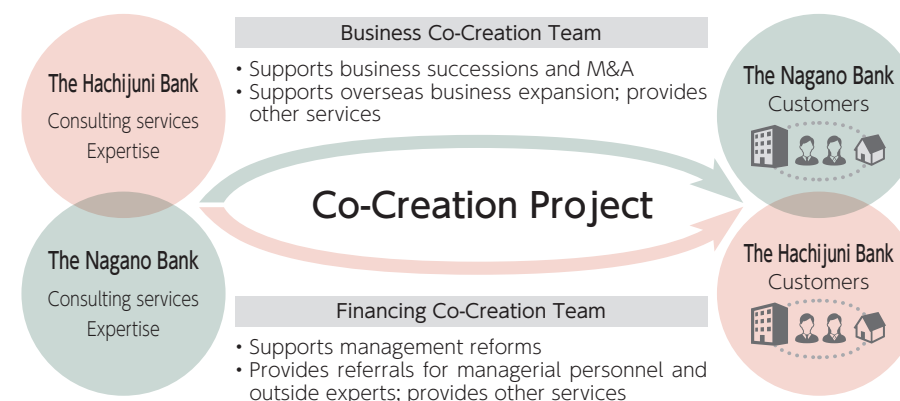 The Hachijuni Bank
Consulting services
Expertise
The Nagano Bank
Consulting services
Expertise
Business Co-Creation Team
• Supports business successions and M&A
• Supports overseas business expansion; provides
other services
Co-Creation Project
Financing Co-Creation Team
• Supports management reforms
• Provides referrals for managerial personnel and
outside experts; provides other services
The Nagano Bank
Customers
The Hachijuni Bank
Customers